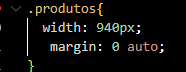 .produtos{
width: 940px;
margin: 0 auto;
}